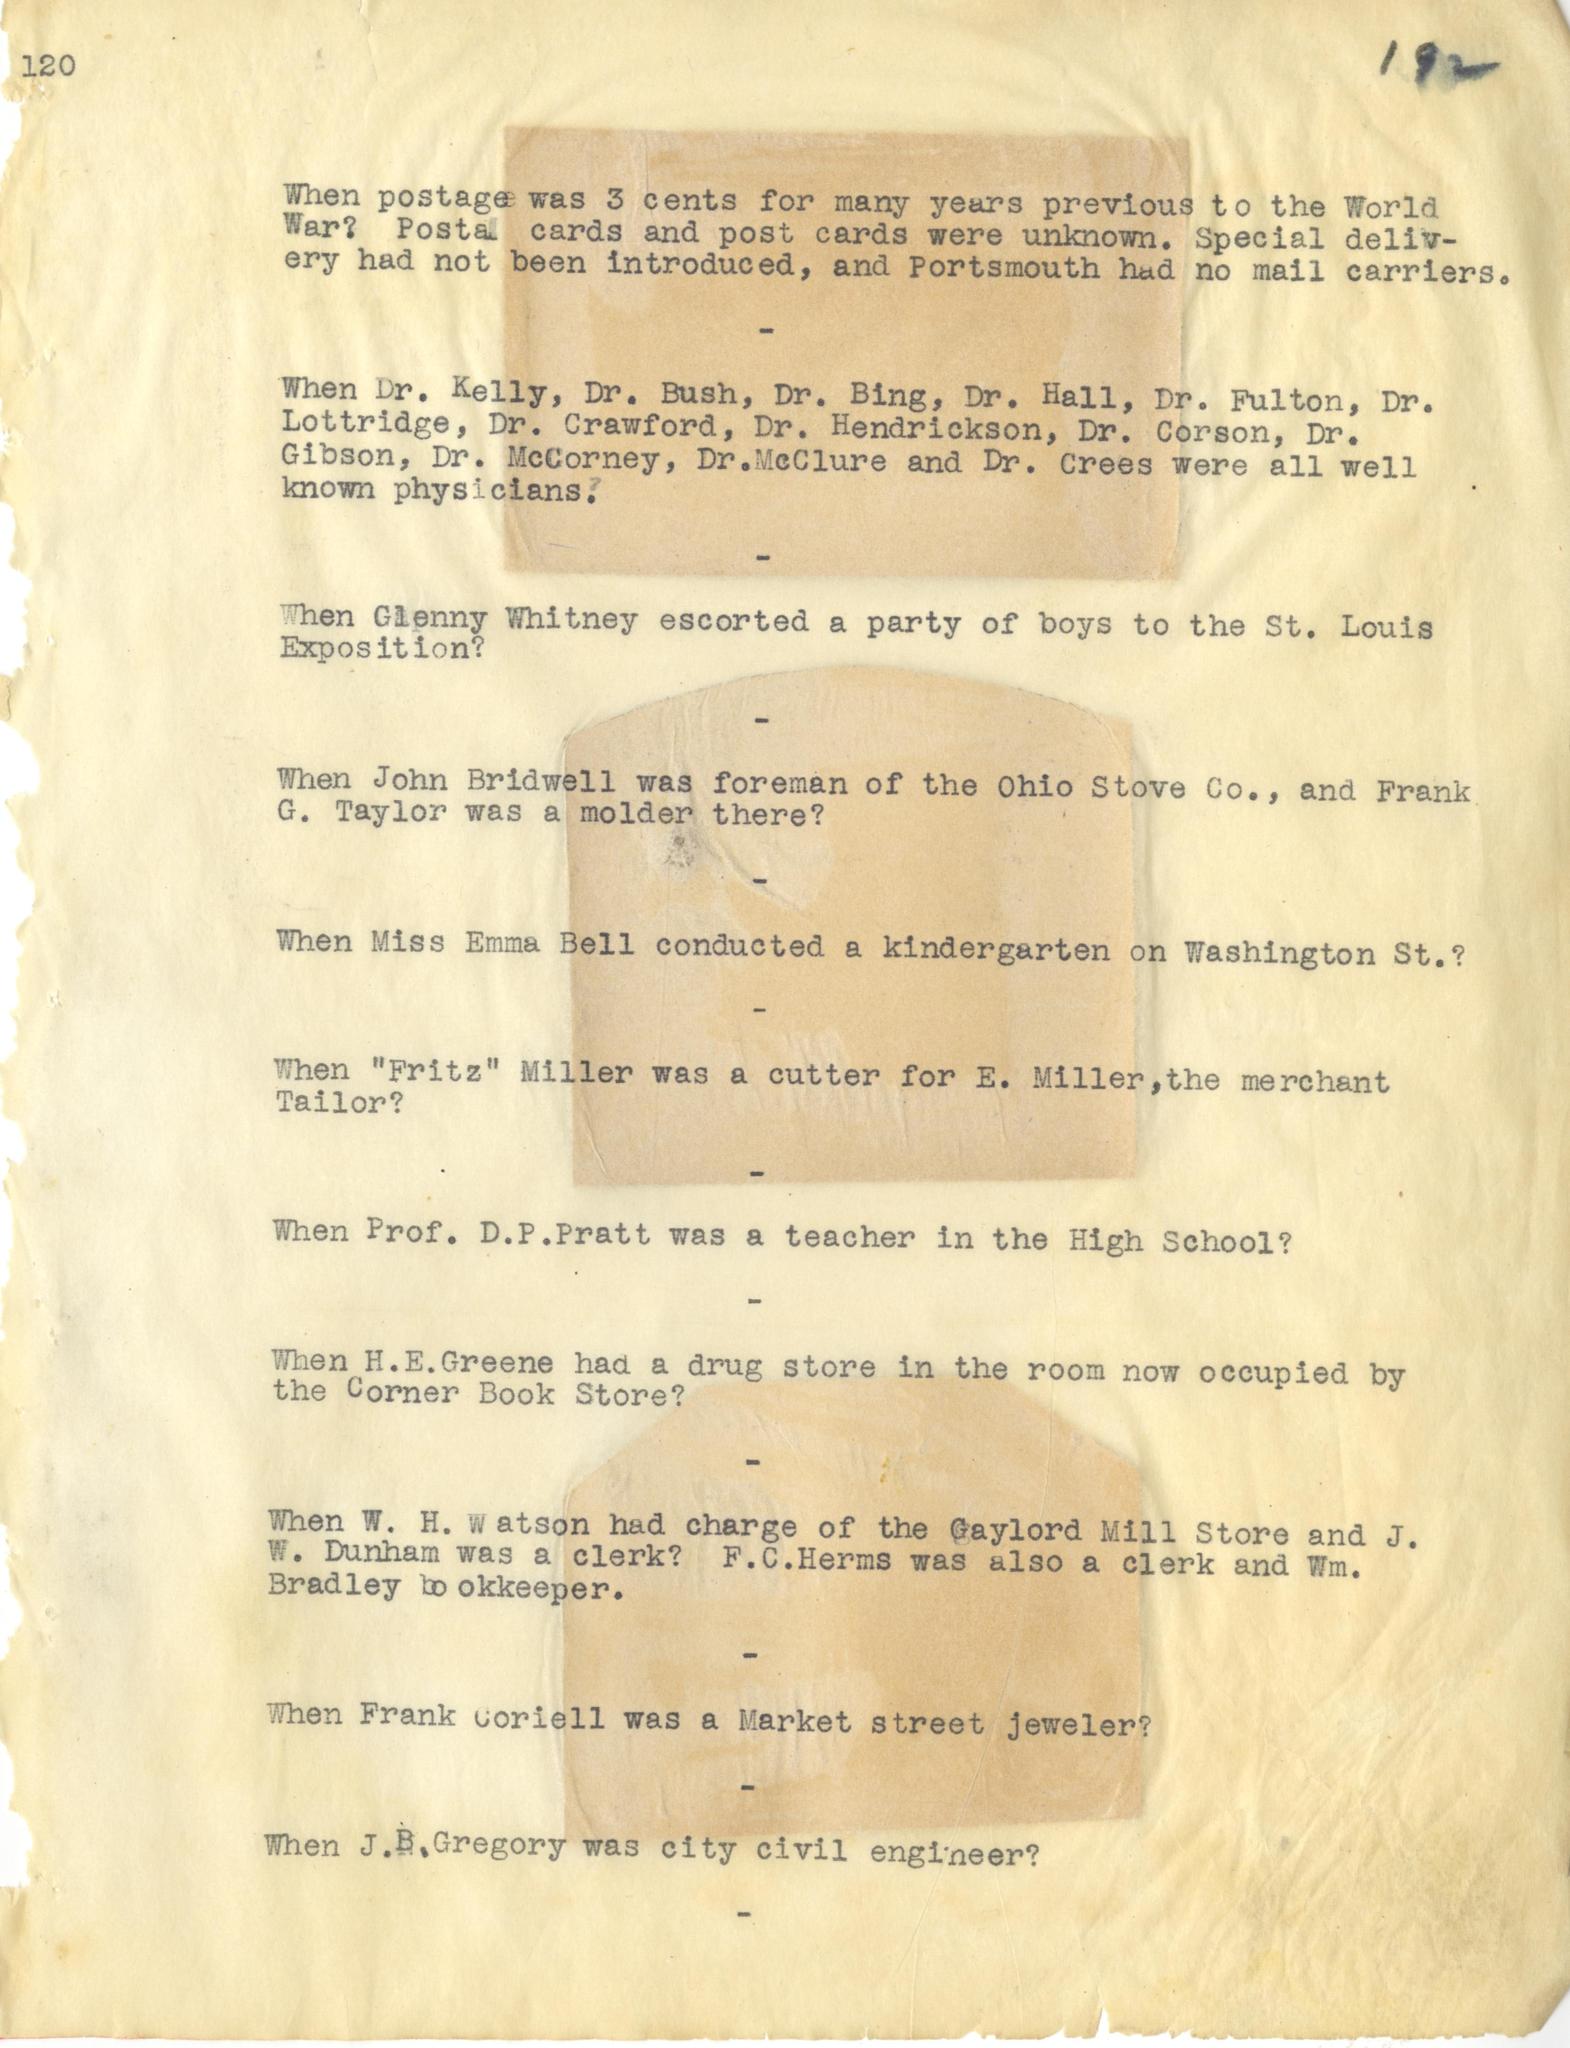 120
192
When postage was 3 cents for many years previous to the World
War? Postal cards and post cards were unknown. Special deliv-
ery had not been introduced, and Portsmouth had no mail carriers.
-
When Dr. Kelly, Dr. Bush, Dr. Bing, Dr. Hall, Dr. Fulton, Dr.
Lottridge, Dr. Crawford, Dr. Hendrickson, Dr. Corson, Dr.
Gibson, Dr. McCorney, Dr.McClure and Dr. Crees were all well
known physicians?
-
When Glenny Whitney escorted a party of boys to the St. Louis
Exposition?
-
When John Bridwell was foreman of the Ohio Stove Co., and Frank
G. Taylor was a molder there?
-
When Miss Emma Bell conducted a kindergarten on Washington St.?
-
When "Fritz" Miller was a cutter for E. Miller,the merchant
Tailor?
-
When Prof. D.P.Pratt was a teacher in the High School?
-
When H.E.Greene had a drug store in the room now occupied by
the Corner Book Store?
-
When W. H. Watson had charge of the Gaylord Mill Store and J.
W. Dunham was a clerk? F.C.Herms was also a clerk and Wm.
Bradley bookkeeper.
-
When Frank Coriell was a Market street jeweler?
-
When J.B.Gregory was city civil engineer?
-